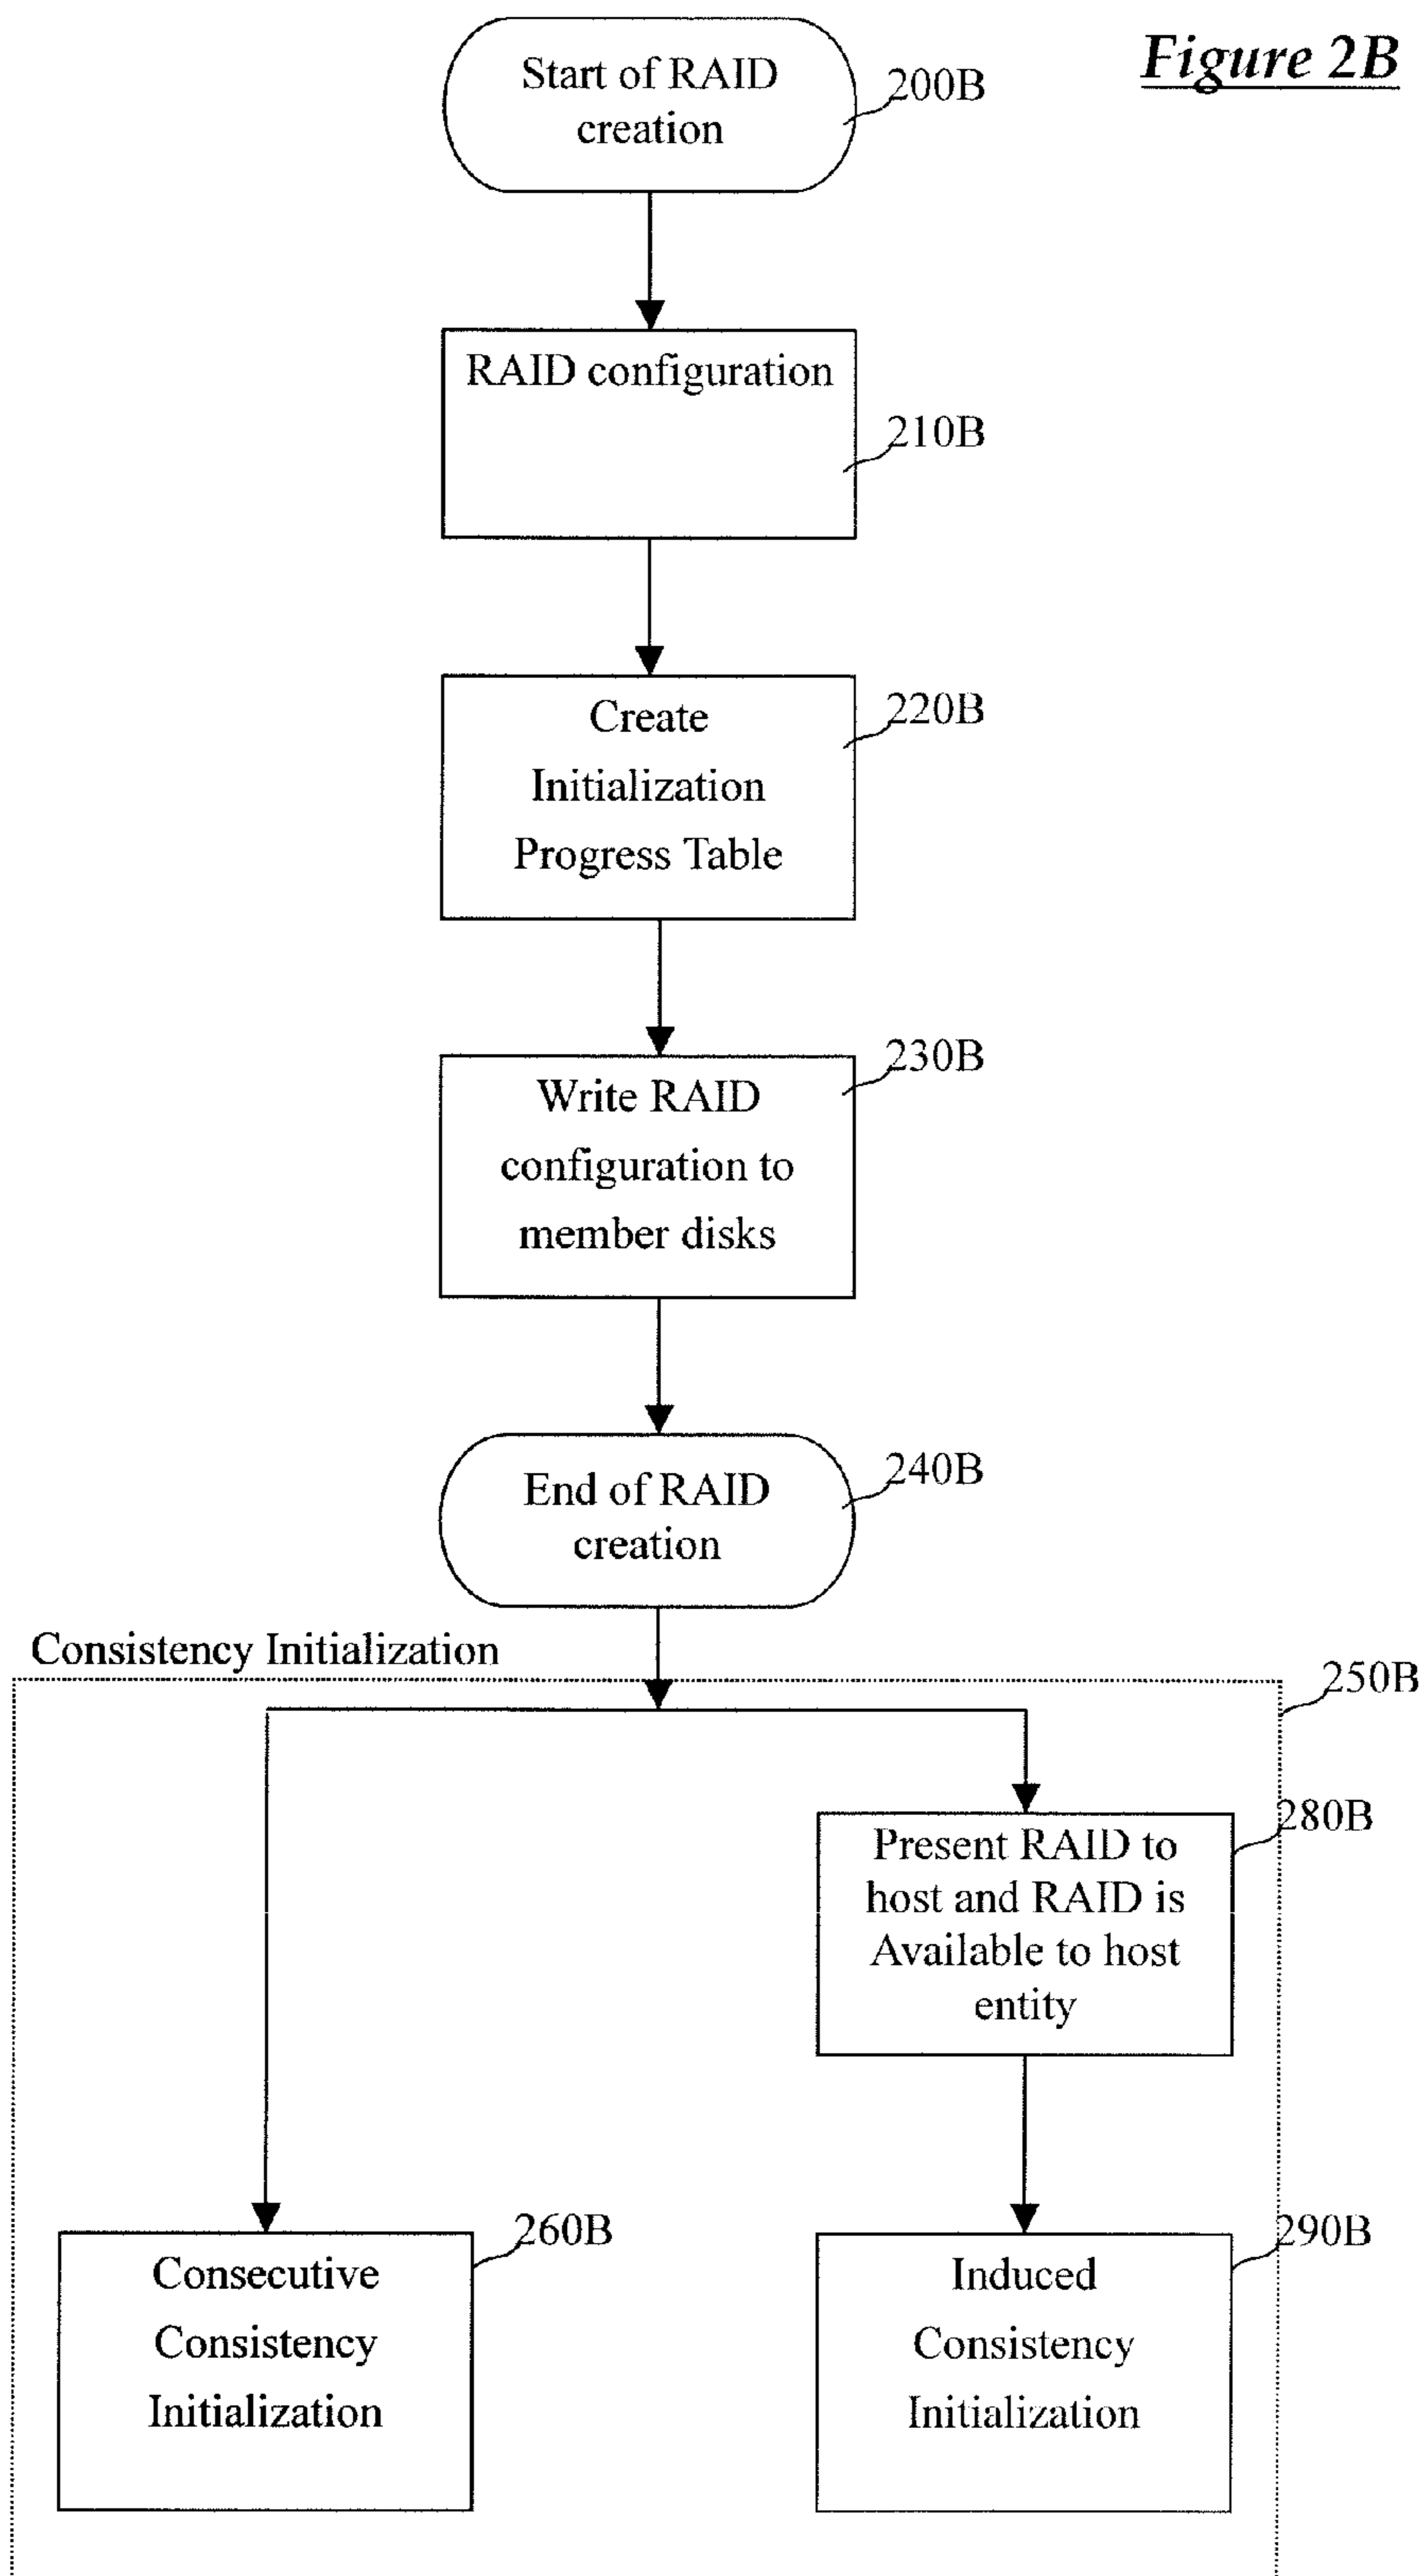 Figure 2B
Start of RAID
creation
200B
RAID configuration
210B
Create
Initialization
Progress Table
220B
Write RAID
configuration to
member disks
230B
End of RAID
creation
240B
Consistency Initialization
250B
Present RAID to
host and RAID is
Available to host
entity
280B
Consecutive
Consistency
Initialization
260B
Induced
Consistency
Initialization
290B